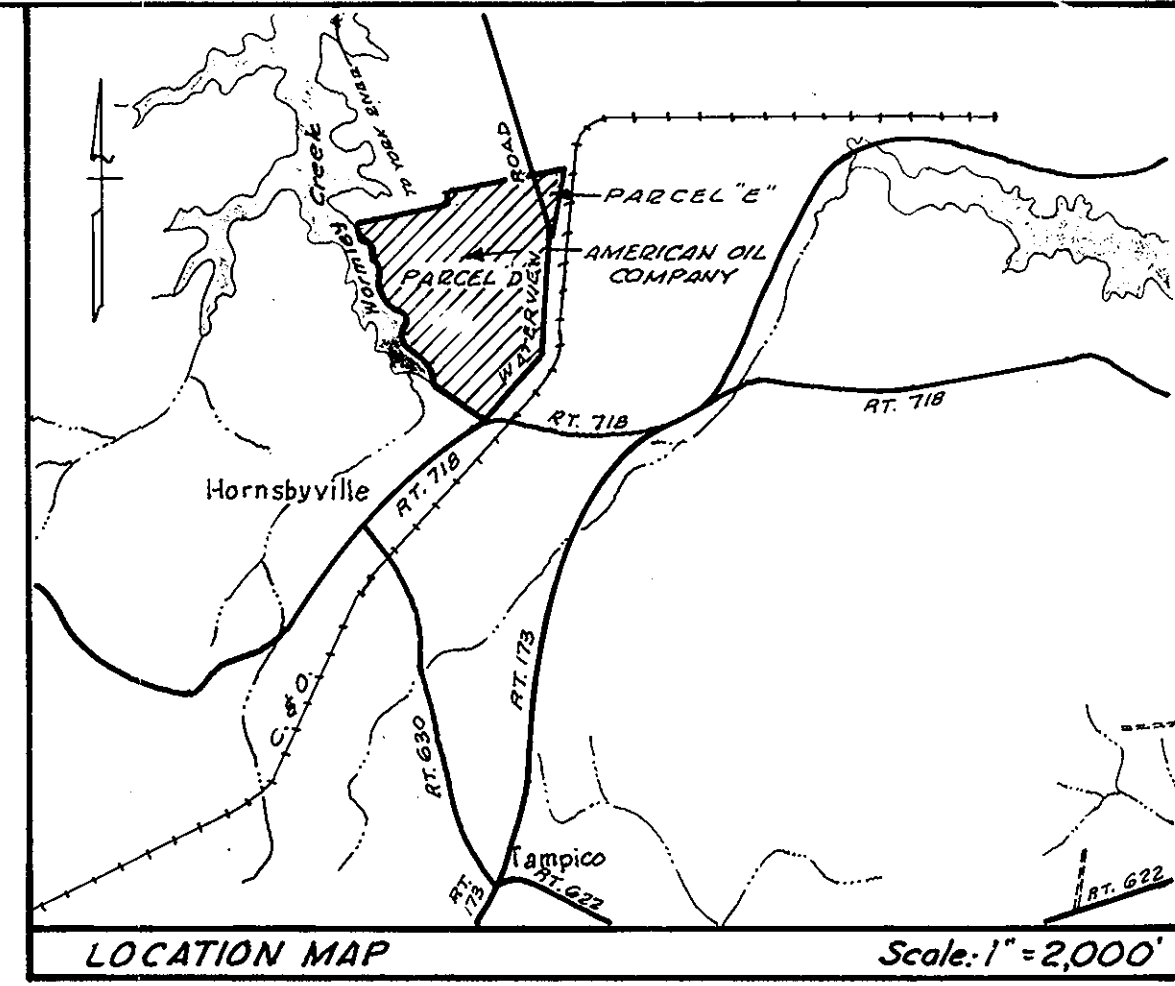 TO YORK RIVER
Hornsby Creek
ROAD
PARCEL "E"
AMERICAN OIL
COMPANY
PARCEL D
WATERVIEW
RT. 718
RT. 718
RT. 718
Hornsbyville
C. & O.
RT. 630
RT. 173
Tampico
RT.
173
RT. 622
RT. 622
LOCATION MAP
Scale: 1" = 2,000'